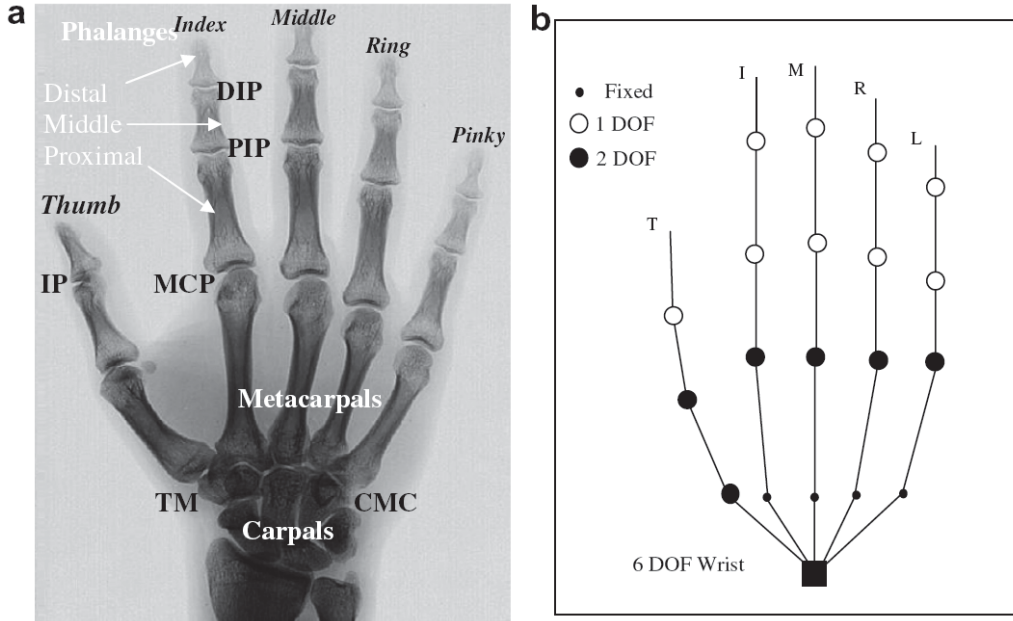 a
Index
Middle
Phalanges
Ring
Distal
DIP
Middle
PIP
Pinky
Proximal
Thumb
IP
MCP
Metacarpals
TM
CMC
Carpals
b
I
M
R
L
T
Fixed
1 DOF
2 DOF
6 DOF Wrist